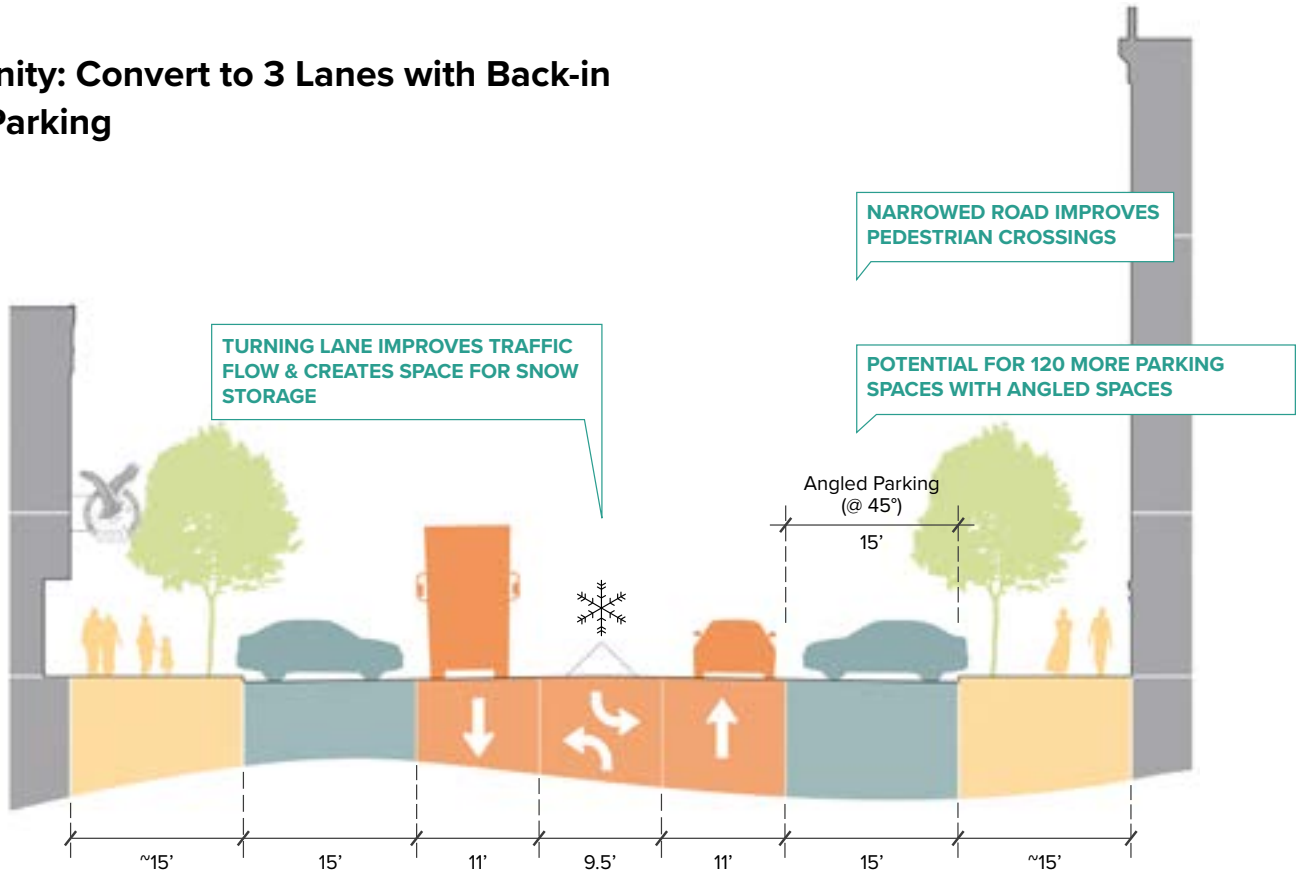 nity: Convert to 3 Lanes with Back-in
Parking
NARROWED ROAD IMPROVES
PEDESTRIAN CROSSINGS
TURNING LANE IMPROVES TRAFFIC
FLOW & CREATES SPACE FOR SNOW
STORAGE
POTENTIAL FOR 120 MORE PARKING
SPACES WITH ANGLED SPACES
Angled Parking
(@ 45°)
15’
~15’ 15’ 11’ 9.5’ 11’ 15’ ~15’